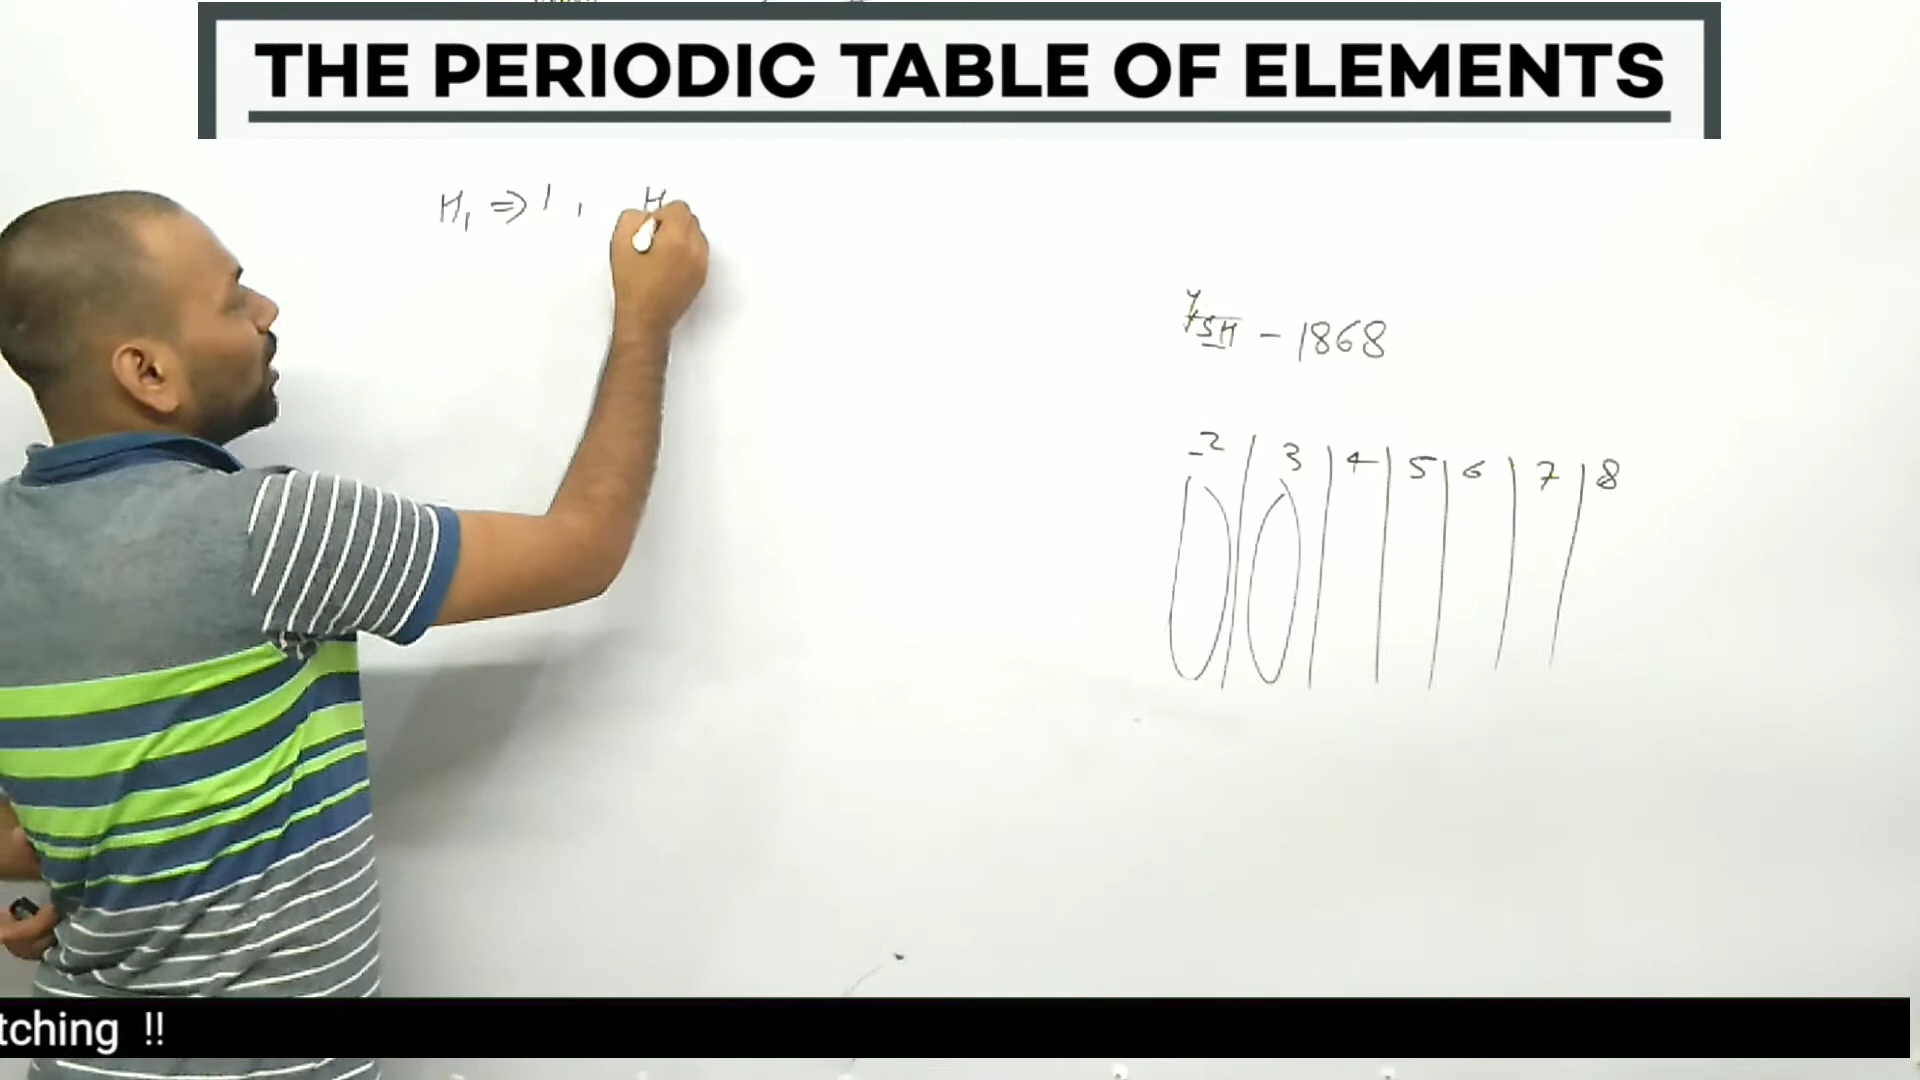 THE PERIODIC TABLE OF ELEMENTS
H₁ ⇒ 1, H
- 1868
2 3 4 5 6 7 8
tching !!